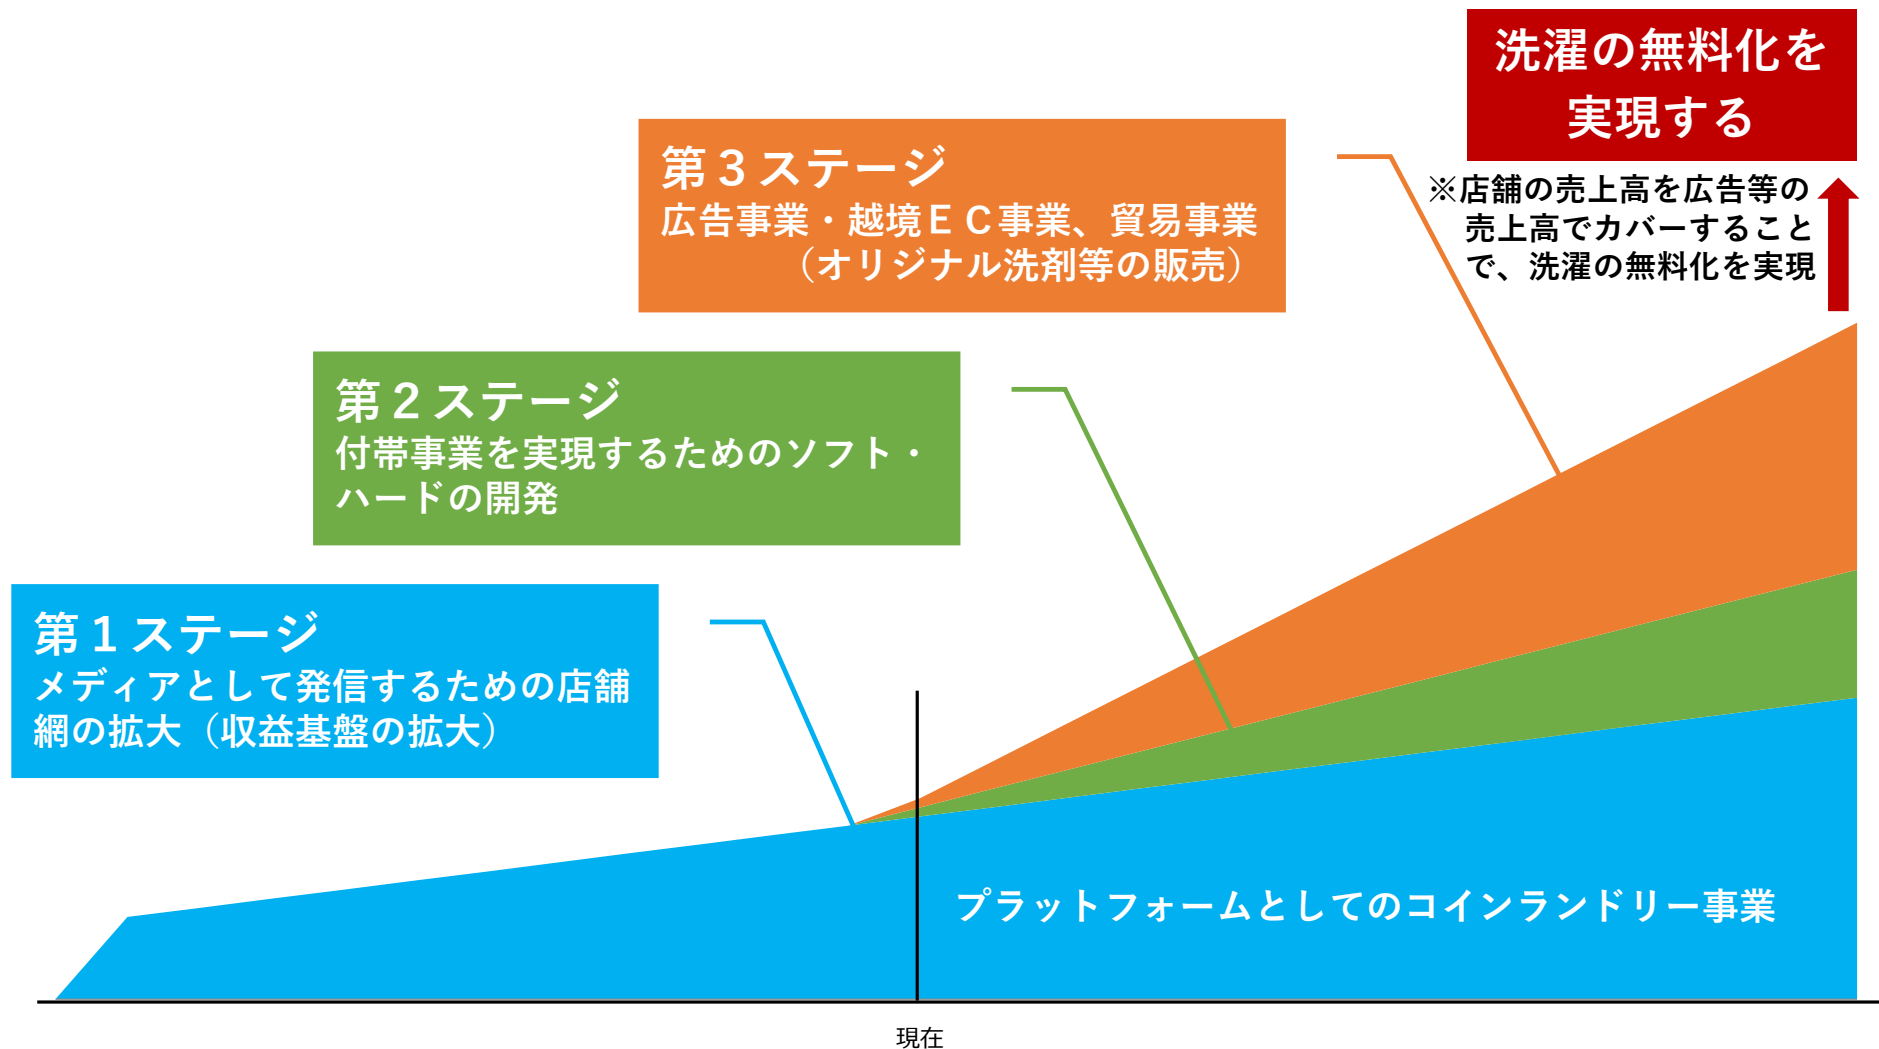 洗濯の無料化を
実現する
※店舗の売上高を広告等の
売上高でカバーすること
で、洗濯の無料化を実現
第３ステージ
広告事業・越境ＥＣ事業、貿易事業
（オリジナル洗剤等の販売）
第２ステージ
付帯事業を実現するためのソフト・
ハードの開発
第１ステージ
メディアとして発信するための店舗
網の拡大（収益基盤の拡大）
プラットフォームとしてのコインランドリー事業
現在